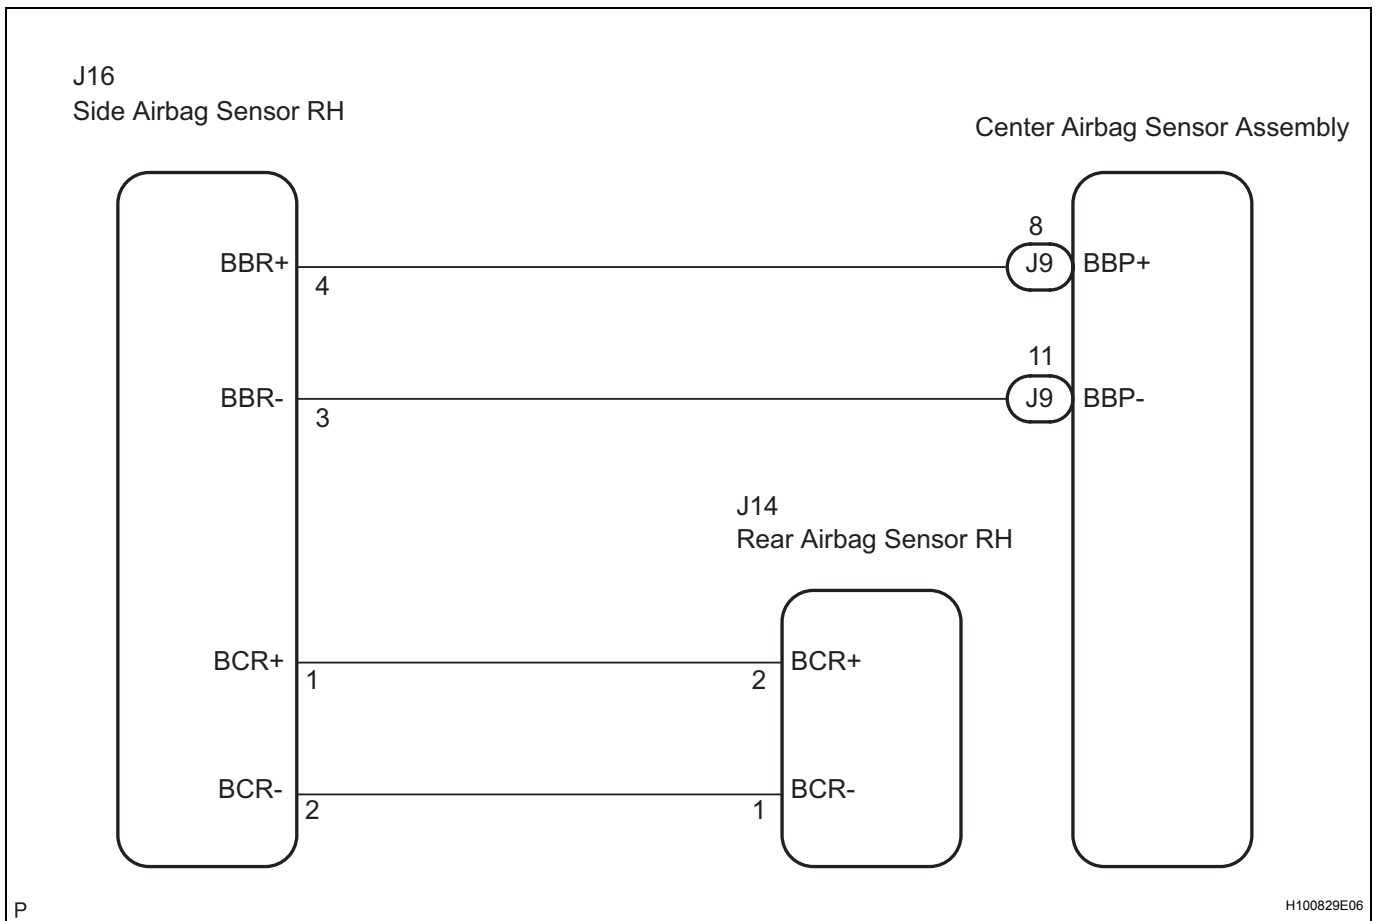 J16
Side Airbag Sensor RH
Center Airbag Sensor Assembly
8
BBR+
J9
BBP+
4
11
BBR-
J9
BBP-
3
J14
Rear Airbag Sensor RH
BCR+
1
2
BCR+
BCR-
2
1
BCR-
P
H100829E06